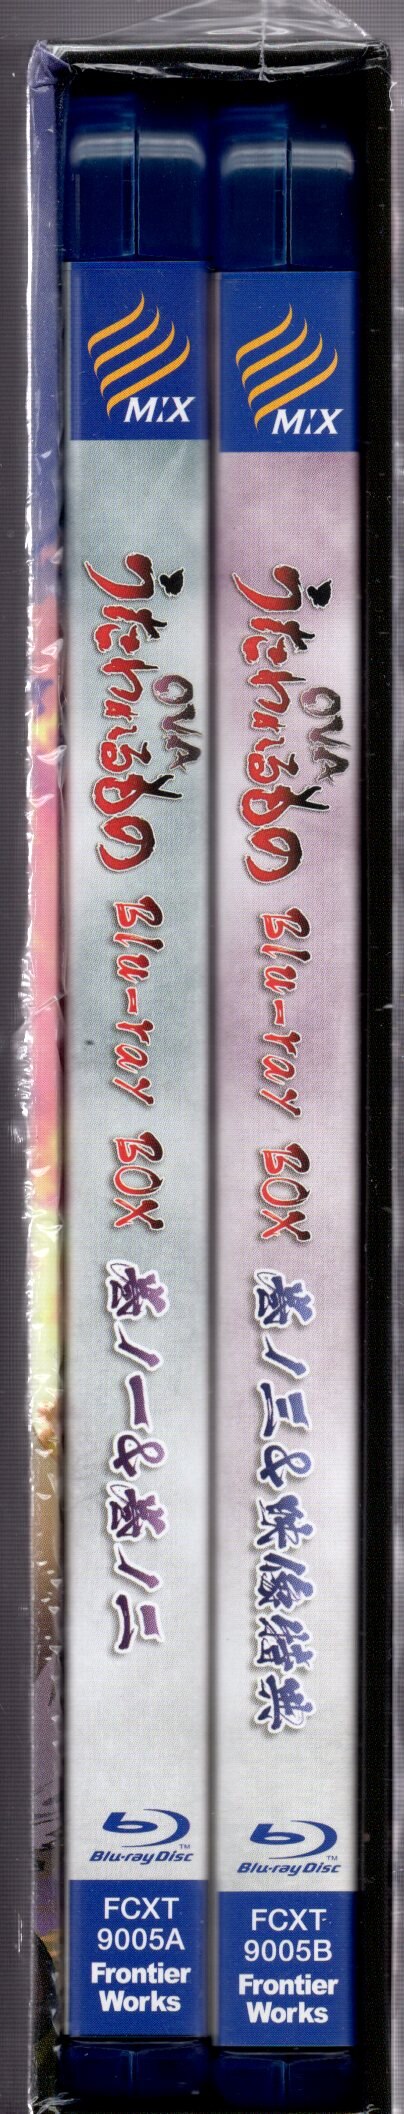 MIX
OVA
うたわれるもの Blu-ray BOX 巻ノ一&巻ノ二
Blu-ray Disc™
FCXT
9005A
Frontier
Works
MIX
OVA
うたわれるもの Blu-ray BOX 巻ノ三&映像特典
Blu-ray Disc™
FCXT
9005B
Frontier
Works